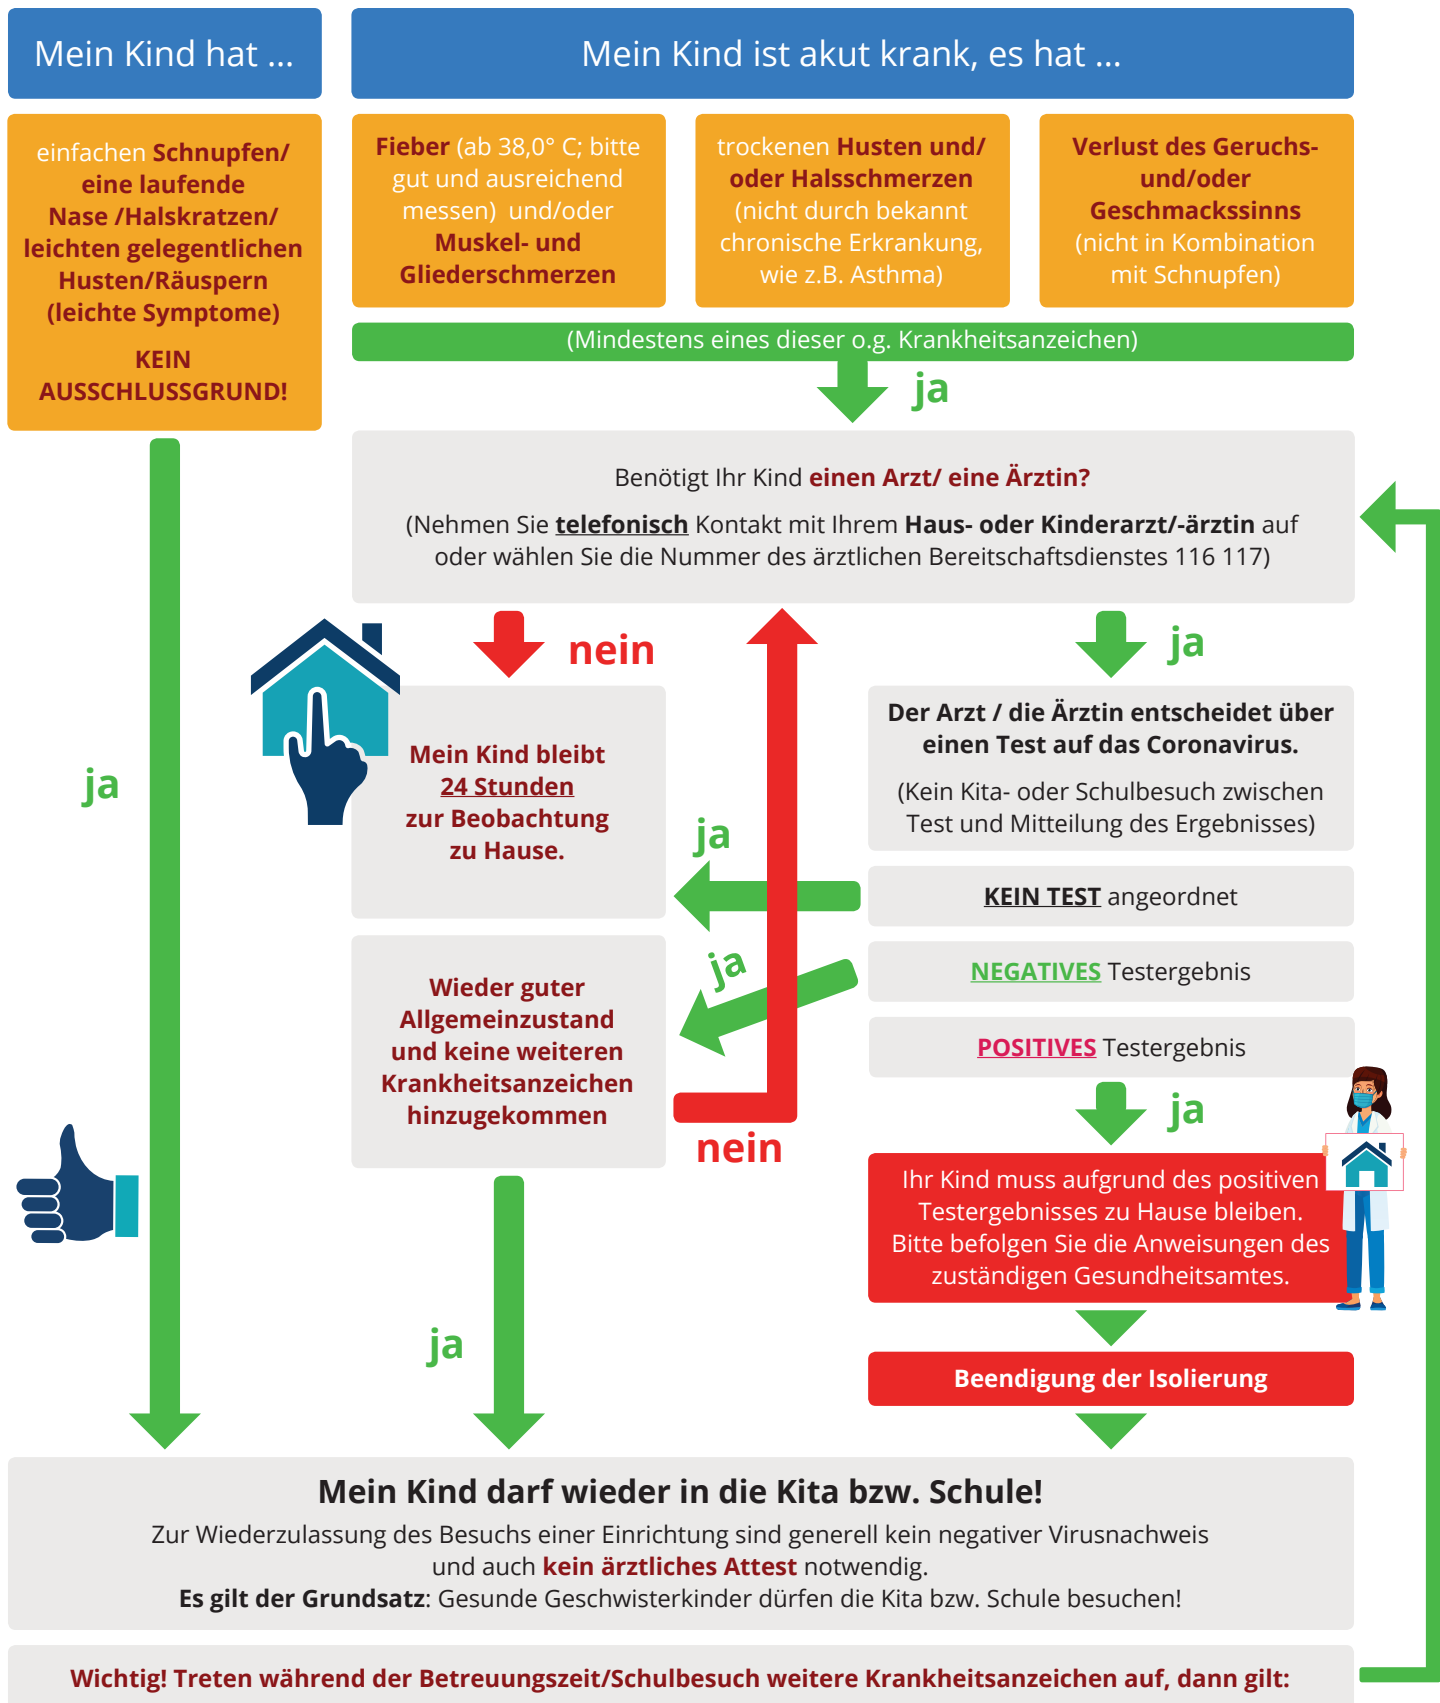 Mein Kind hat ...
Mein Kind ist akut krank, es hat ...
einfachen Schnupfen/
eine laufende
Nase /Halskratzen/
leichten gelegentlichen
Husten/Räuspern
(leichte Symptome)
KEIN
AUSSCHLUSSGRUND!
Fieber (ab 38,0° C; bitte
gut und ausreichend
messen) und/oder
Muskel- und
Gliederschmerzen
trockenen Husten und/
oder Halsschmerzen
(nicht durch bekannt
chronische Erkrankung,
wie z.B. Asthma)
Verlust des Geruchs-
und/oder
Geschmackssinns
(nicht in Kombination
mit Schnupfen)
(Mindestens eines dieser o.g. Krankheitsanzeichen)
ja
Benötigt Ihr Kind einen Arzt/ eine Ärztin?
(Nehmen Sie telefonisch Kontakt mit Ihrem Haus- oder Kinderarzt/-ärztin auf
oder wählen Sie die Nummer des ärztlichen Bereitschaftsdienstes 116 117)
nein
ja
Mein Kind bleibt
24 Stunden
zur Beobachtung
zu Hause.
Der Arzt / die Ärztin entscheidet über
einen Test auf das Coronavirus.
(Kein Kita- oder Schulbesuch zwischen
Test und Mitteilung des Ergebnisses)
ja
ja
KEIN TEST angeordnet
ja
NEGATIVES Testergebnis
Wieder guter
Allgemeinzustand
und keine weiteren
Krankheitsanzeichen
hinzugekommen
POSITIVES Testergebnis
nein
ja
Ihr Kind muss aufgrund des positiven
Testergebnisses zu Hause bleiben.
Bitte befolgen Sie die Anweisungen des
zuständigen Gesundheitsamtes.
ja
Beendigung der Isolierung
Mein Kind darf wieder in die Kita bzw. Schule!
Zur Wiederzulassung des Besuchs einer Einrichtung sind generell kein negativer Virusnachweis
und auch kein ärztliches Attest notwendig.
Es gilt der Grundsatz: Gesunde Geschwisterkinder dürfen die Kita bzw. Schule besuchen!
Wichtig! Treten während der Betreuungszeit/Schulbesuch weitere Krankheitsanzeichen auf, dann gilt: